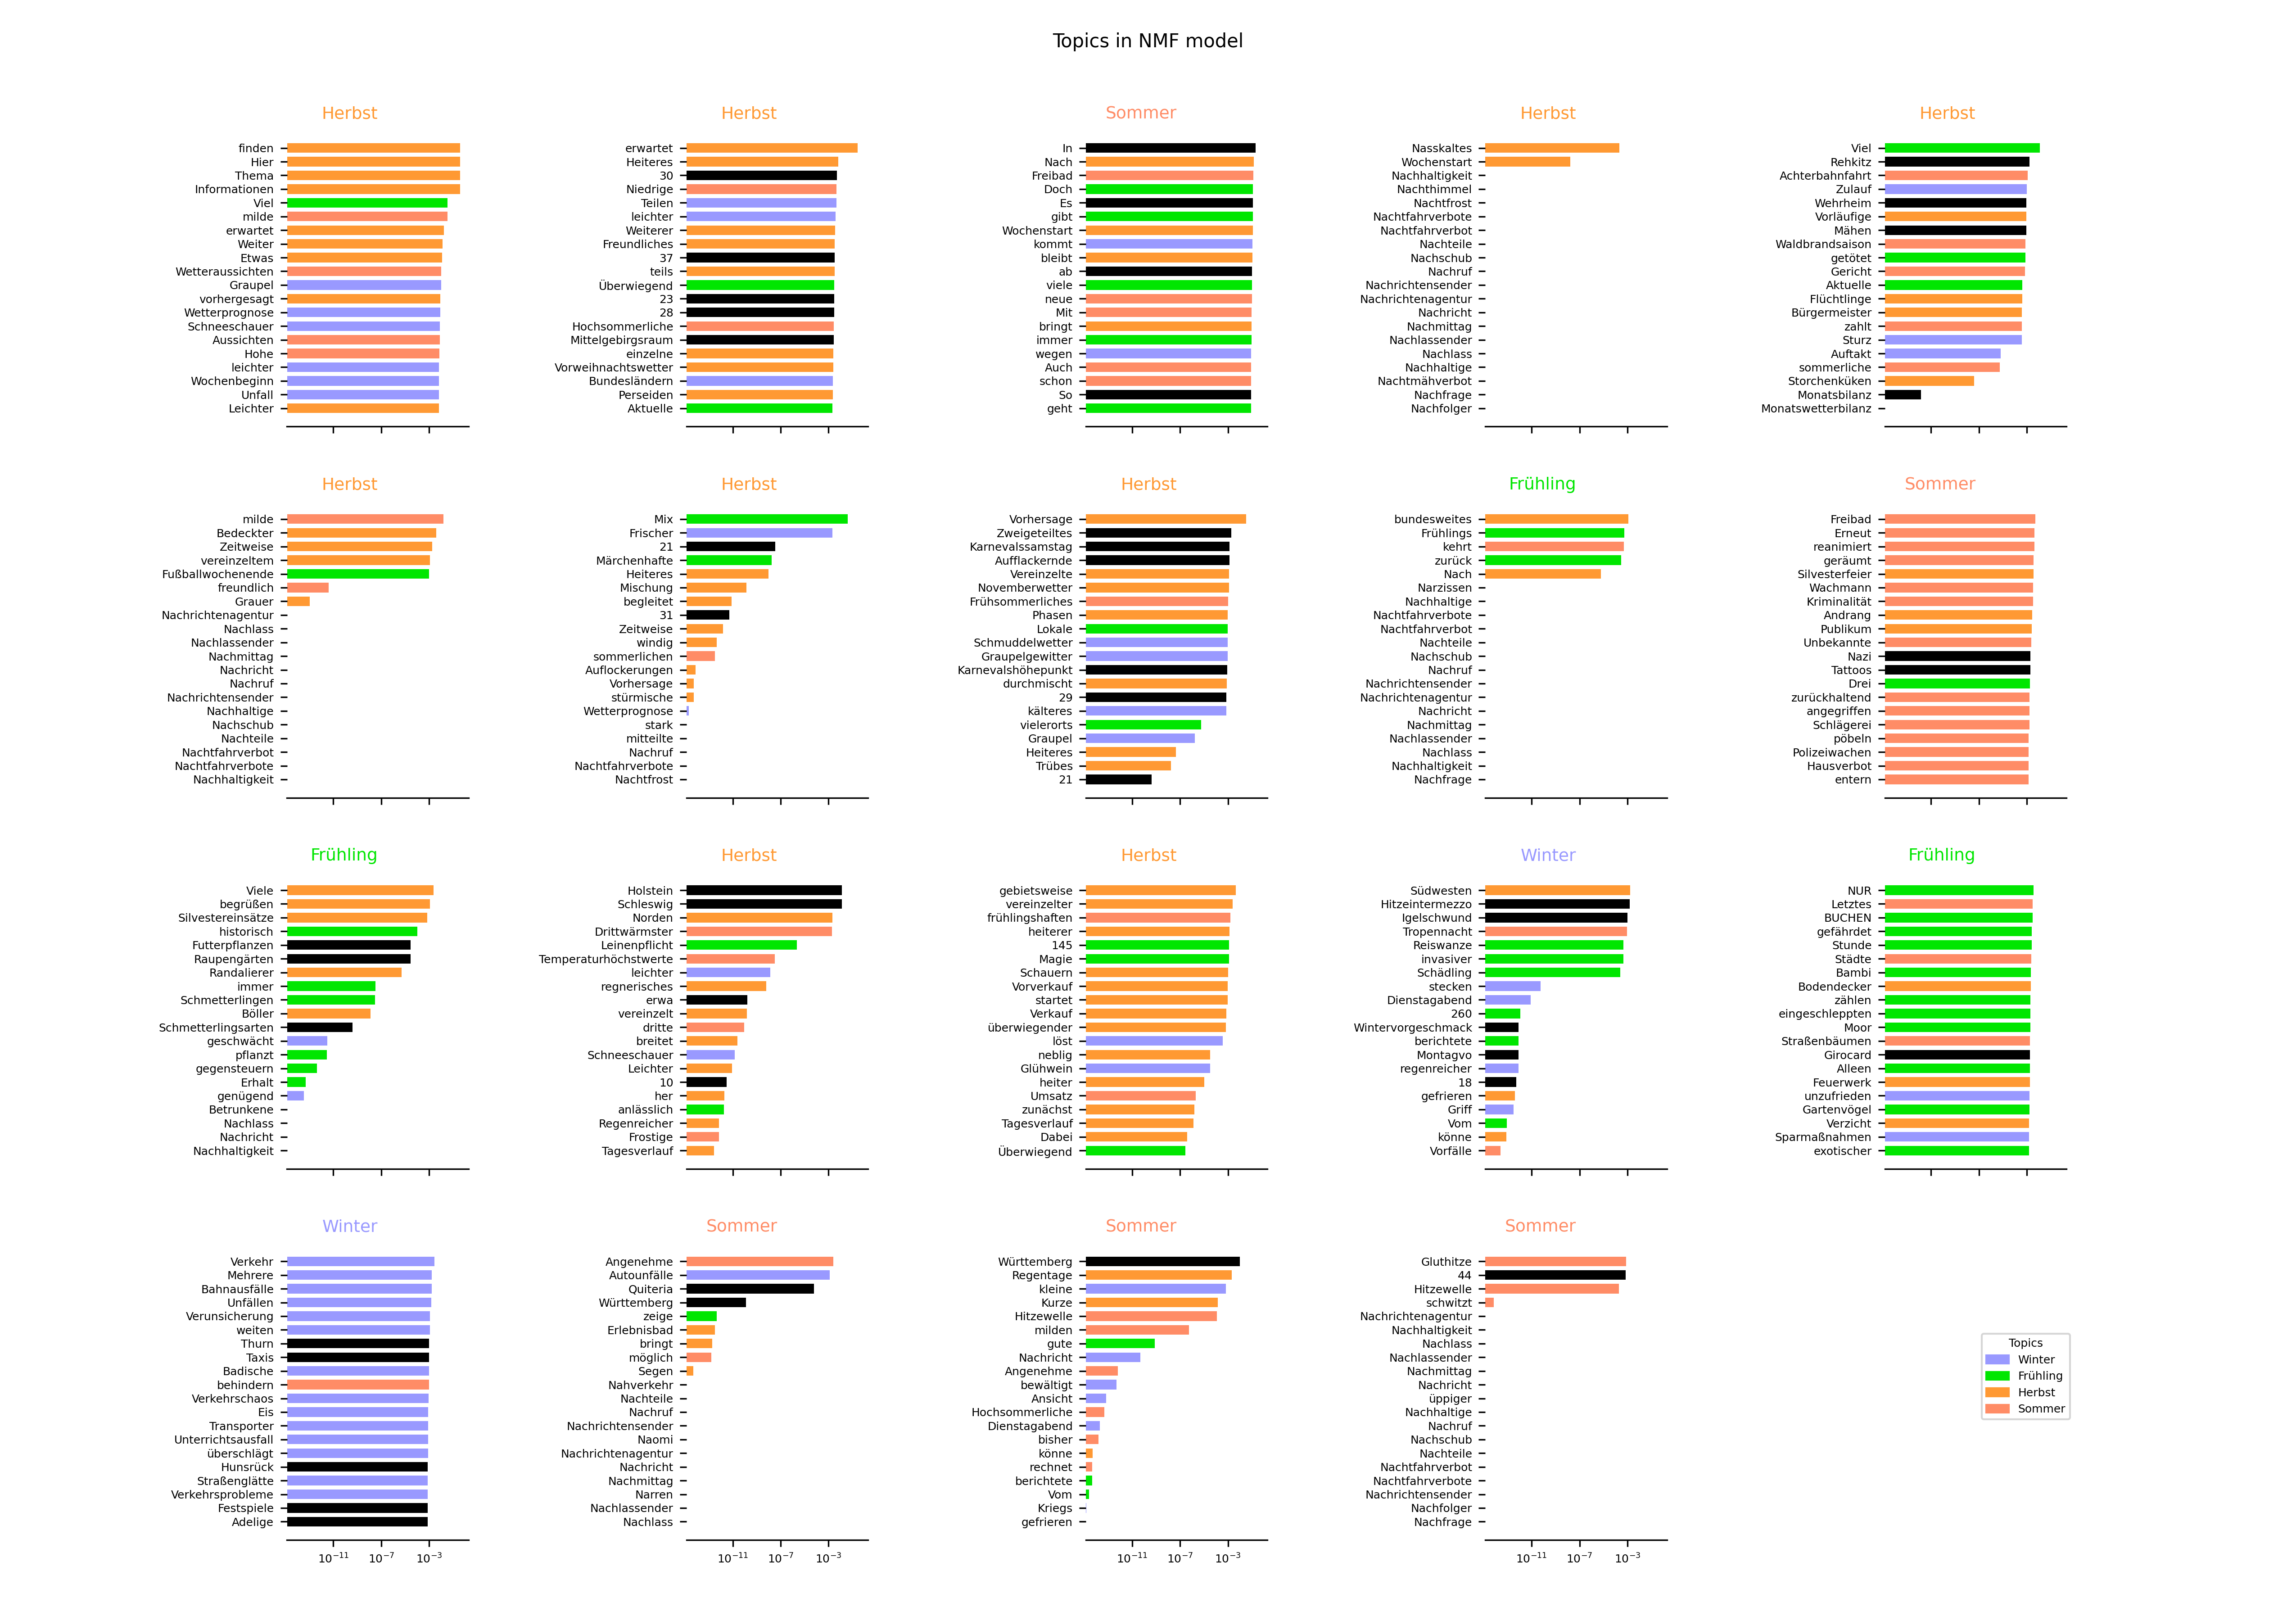 Topics in NMF model
Herbst
finden
Hier
Thema
Informationen
Viel
milde
erwartet
Weiter
Etwas
Wetteraussichten
Graupel
vorhergesagt
Wetterprognose
Schneeschauer
Aussichten
Hohe
leichter
Wochenbeginn
Unfall
Leichter
Herbst
erwartet
Heiteres
30
Niedrige
Teilen
leichter
Weiterer
Freundliches
37
teils
Überwiegend
23
28
Hochsommerliche
Mittelgebirgsraum
einzelne
Vorweihnachtswetter
Bundesländern
Perseiden
Aktuelle
Sommer
In
Nach
Freibad
Doch
Es
gibt
Wochenstart
kommt
bleibt
ab
viele
neue
Mit
bringt
immer
wegen
Auch
schon
So
geht
Herbst
Nasskaltes
Wochenstart
Nachhaltigkeit
Nachthimmel
Nachtfrost
Nachtfahrverbote
Nachtfahrverbot
Nachteile
Nachschub
Nachruf
Nachrichtensender
Nachrichtenagentur
Nachricht
Nachmittag
Nachlassender
Nachlass
Nachhaltige
Nachtmähverbot
Nachfrage
Nachfolger
Herbst
Viel
Rehkitz
Achterbahnfahrt
Zulauf
Wehrheim
Vorläufige
Mähen
Waldbrandsaison
getötet
Gericht
Aktuelle
Flüchtlinge
Bürgermeister
zahlt
Sturz
Auftakt
sommerliche
Storchenküken
Monatsbilanz
Monatswetterbilanz
Herbst
milde
Bedeckter
Zeitweise
vereinzeltem
Fußballwochenende
freundlich
Grauer
Nachrichtenagentur
Nachlass
Nachlassender
Nachmittag
Nachricht
Nachruf
Nachrichtensender
Nachhaltige
Nachschub
Nachteile
Nachtfahrverbot
Nachtfahrverbote
Nachhaltigkeit
Herbst
Mix
Frischer
21
Märchenhafte
Heiteres
Mischung
begleitet
31
Zeitweise
windig
sommerlichen
Auflockerungen
Vorhersage
stürmische
Wetterprognose
stark
mitteilte
Nachruf
Nachtfahrverbote
Nachtfrost
Herbst
Vorhersage
Zweigeteiltes
Karnevalssamstag
Aufflackernde
Vereinzelte
Novemberwetter
Frühsommerliches
Phasen
Lokale
Schmuddelwetter
Graupelgewitter
Karnevalshöhepunkt
durchmischt
29
kälteres
vielerorts
Graupel
Heiteres
Trübes
21
Frühling
bundesweites
Frühlings
kehrt
zurück
Nach
Narzissen
Nachhaltige
Nachtfahrverbote
Nachtfahrverbot
Nachteile
Nachschub
Nachruf
Nachrichtensender
Nachrichtenagentur
Nachricht
Nachmittag
Nachlassender
Nachlass
Nachhaltigkeit
Nachfrage
Sommer
Freibad
Erneut
reanimiert
geräumt
Silvesterfeier
Wachmann
Kriminalität
Andrang
Publikum
Unbekannte
Nazi
Tattoos
Drei
zurückhaltend
angegriffen
Schlägerei
pöbeln
Polizeiwachen
Hausverbot
entern
Frühling
Viele
begrüßen
Silvestereinsätze
historisch
Futterpflanzen
Raupengärten
Randalierer
immer
Schmetterlingen
Böller
Schmetterlingsarten
geschwächt
pflanzt
gegensteuern
Erhalt
genügend
Betrunkene
Nachlass
Nachricht
Nachhaltigkeit
Herbst
Holstein
Schleswig
Norden
Drittwärmster
Leinenpflicht
Temperaturhöchstwerte
leichter
regnerisches
erwa
vereinzelt
dritte
breitet
Schneeschauer
Leichter
10
her
anlässlich
Regenreicher
Frostige
Tagesverlauf
Herbst
gebietsweise
vereinzelter
frühlingshaften
heiterer
145
Magie
Schauern
Vorverkauf
startet
Verkauf
überwiegender
löst
neblig
Glühwein
heiter
Umsatz
zunächst
Tagesverlauf
Dabei
Überwiegend
Winter
Südwesten
Hitzeintermezzo
Igelschwund
Tropennacht
Reiswanze
invasiver
Schädling
stecken
Dienstagabend
260
Wintervorgeschmack
berichtete
Montagvo
regenreicher
18
gefrieren
Griff
Vom
könne
Vorfälle
Frühling
NUR
Letztes
BUCHEN
gefährdet
Stunde
Städte
Bambi
Bodendecker
zählen
eingeschleppten
Moor
Straßenbäumen
Girocard
Alleen
Feuerwerk
unzufrieden
Gartenvögel
Verzicht
Sparmaßnahmen
exotischer
Winter
Verkehr
Mehrere
Bahnausfälle
Unfällen
Verunsicherung
weiten
Thurn
Taxis
Badische
behindern
Verkehrschaos
Eis
Transporter
Unterrichtsausfall
überschlägt
Hunsrück
Straßenglätte
Verkehrsprobleme
Festspiele
Adelige
10⁻¹¹ 10⁻⁷ 10⁻³
Sommer
Angenehme
Autounfälle
Quiteria
Württemberg
zeige
Erlebnisbad
bringt
möglich
Segen
Nahverkehr
Nachteile
Nachruf
Nachrichtensender
Naomi
Nachrichtenagentur
Nachricht
Nachmittag
Narren
Nachlassender
Nachlass
10⁻¹¹ 10⁻⁷ 10⁻³
Sommer
Württemberg
Regentage
kleine
Kurze
Hitzewelle
milden
gute
Nachricht
Angenehme
bewältigt
Ansicht
Hochsommerliche
Dienstagabend
bisher
könne
rechnet
berichtete
Vom
Kriegs
gefrieren
10⁻¹¹ 10⁻⁷ 10⁻³
Sommer
Gluthitze
44
Hitzewelle
schwitzt
Nachrichtenagentur
Nachhaltigkeit
Nachlass
Nachlassender
Nachmittag
Nachricht
üppiger
Nachhaltige
Nachruf
Nachschub
Nachteile
Nachtfahrverbot
Nachtfahrverbote
Nachrichtensender
Nachfolger
Nachfrage
10⁻¹¹ 10⁻⁷ 10⁻³
Topics
Winter
Frühling
Herbst
Sommer